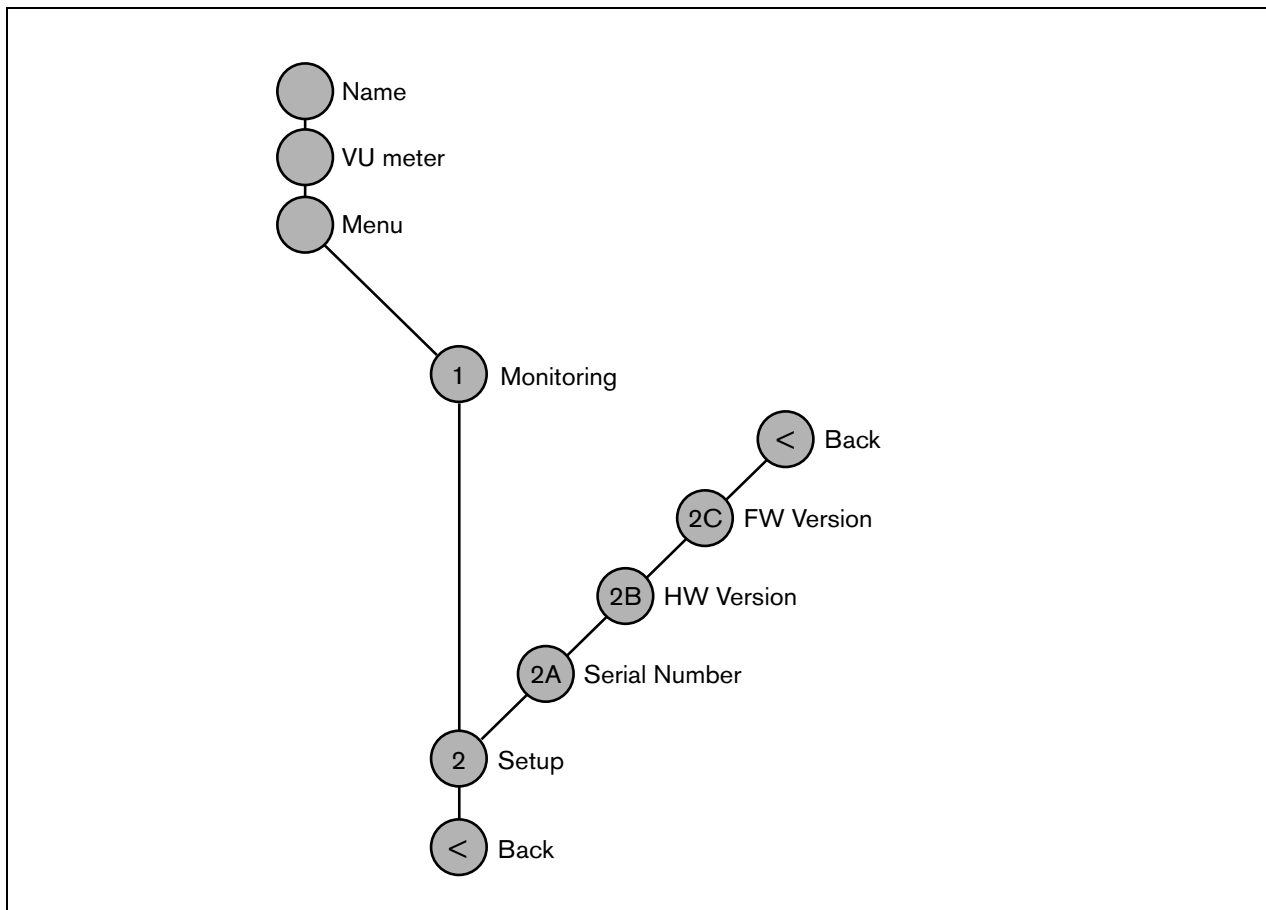 Name
VU meter
Menu
1 Monitoring
< Back
2C FW Version
2B HW Version
2A Serial Number
2 Setup
< Back